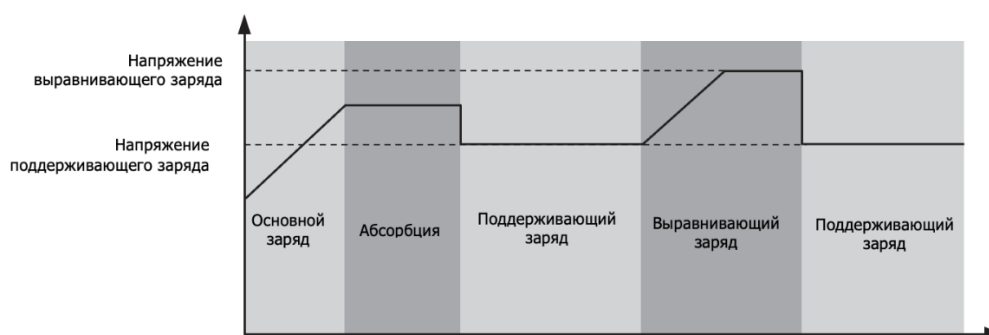 Напряжение
выравнивающего заряда
Напряжение
поддерживающего заряда
Основной
заряд
Абсорбция
Поддерживающий
заряд
Выравнивающий
заряд
Поддерживающий
заряд